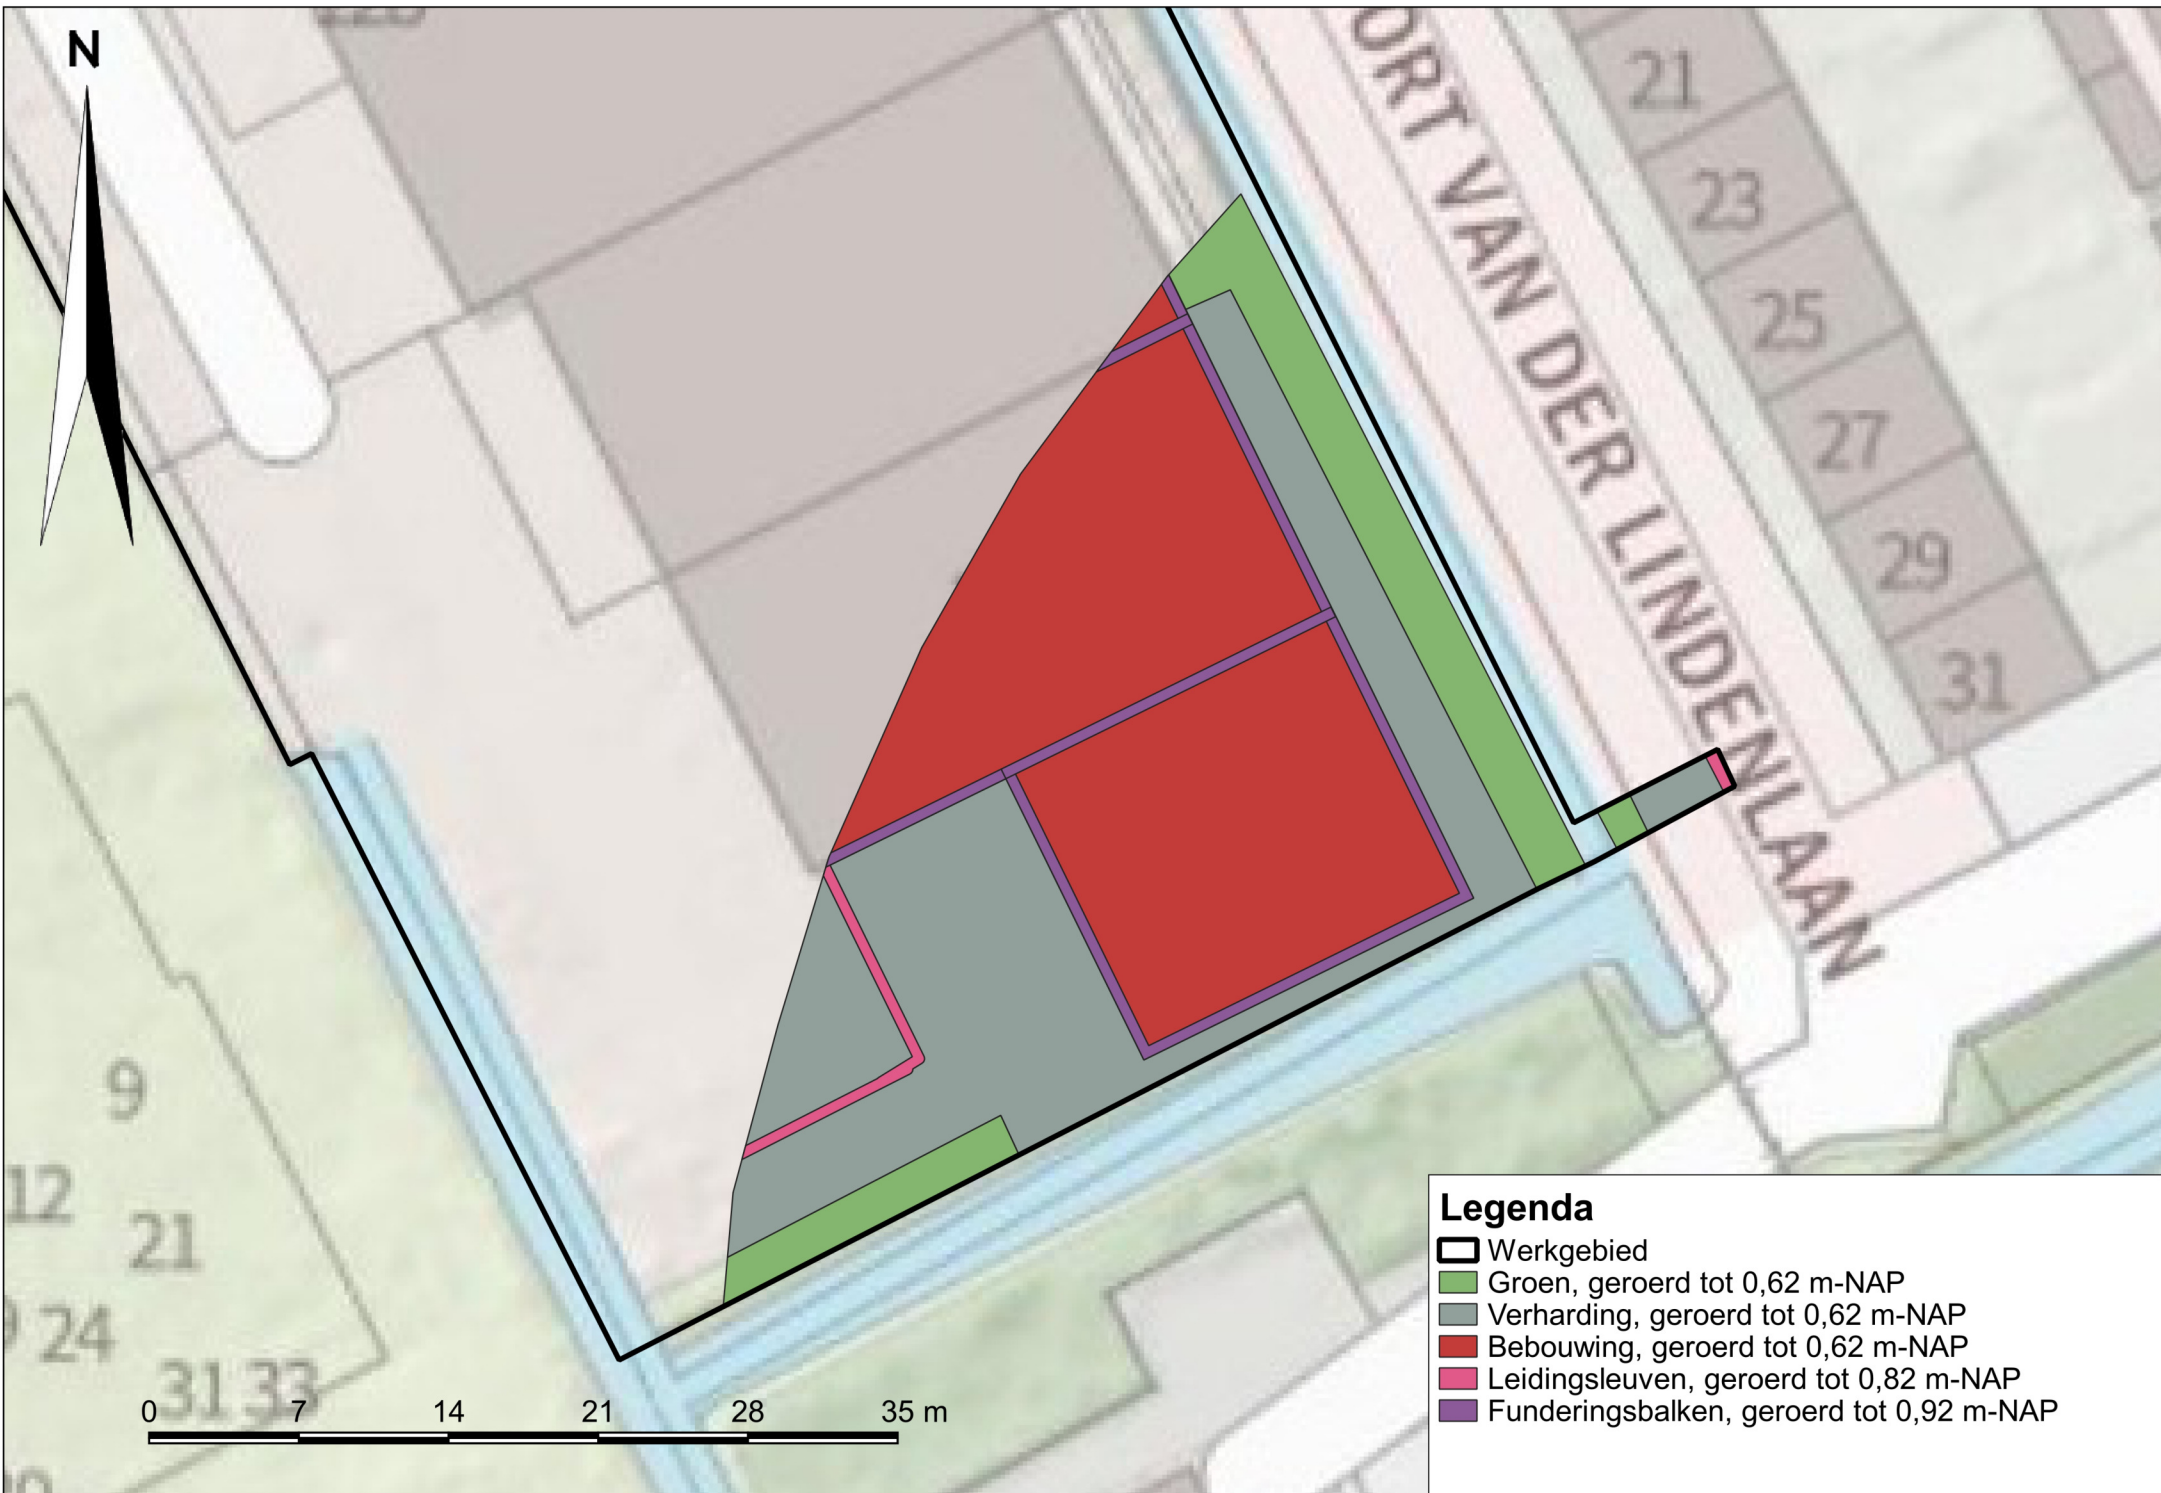 N
ORT VAN DER LINDENLAAN
21
23
25
27
29
31
9
12
21
24
31 33
0 7 14 21 28 35 m
Legenda
Werkgebied
Groen, geroerd tot 0,62 m-NAP
Verharding, geroerd tot 0,62 m-NAP
Bebouwing, geroerd tot 0,62 m-NAP
Leidingsleuven, geroerd tot 0,82 m-NAP
Funderingsbalken, geroerd tot 0,92 m-NAP